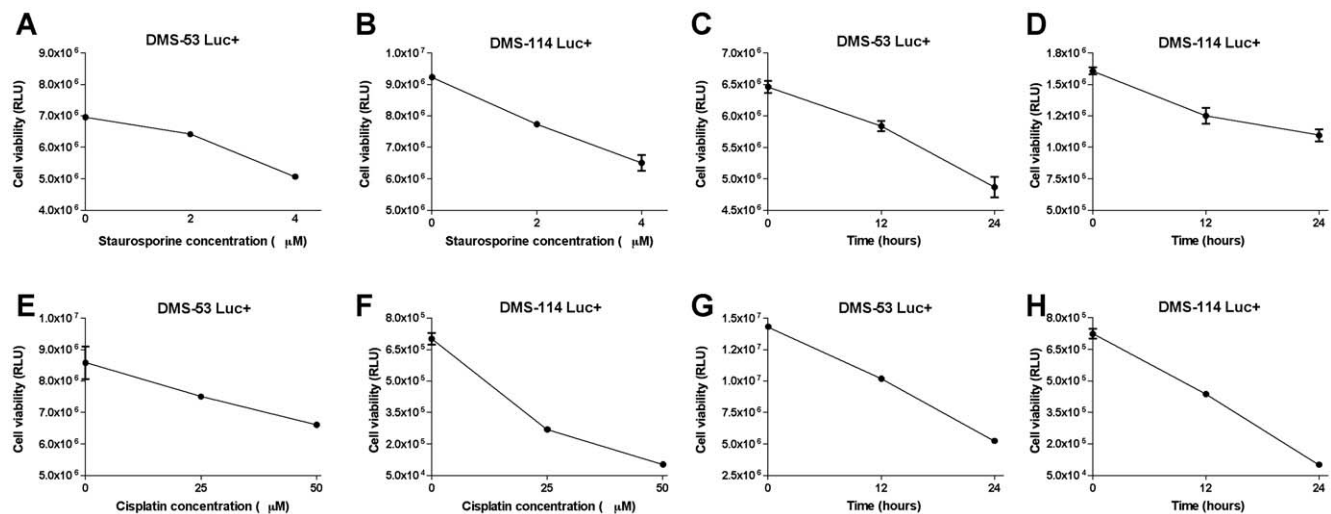 A
DMS-53 Luc+
Cell viability (RLU)
9.0x10⁶
8.0x10⁶
7.0x10⁶
6.0x10⁶
5.0x10⁶
4.0x10⁶
0 2 4
Staurosporine concentration ( μM)
B
DMS-114 Luc+
Cell viability (RLU)
1.0x10⁷
9.2x10⁶
8.0x10⁶
7.0x10⁶
6.0x10⁶
5.0x10⁶
0 2 4
Staurosporine concentration ( μM)
C
DMS-53 Luc+
Cell viability (RLU)
7.0x10⁶
6.5x10⁶
6.0x10⁶
5.5x10⁶
5.0x10⁶
4.5x10⁶
0 12 24
Time (hours)
D
DMS-114 Luc+
Cell viability (RLU)
1.8x10⁶
1.5x10⁶
1.2x10⁶
1.0x10⁶
7.5x10⁵
5.0x10⁵
0 12 24
Time (hours)
E
DMS-53 Luc+
Cell viability (RLU)
1.0x10⁷
9.0x10⁶
8.0x10⁶
7.0x10⁶
6.0x10⁶
5.0x10⁶
0 25 50
Cisplatin concentration ( μM)
F
DMS-114 Luc+
Cell viability (RLU)
8.0x10⁵
6.5x10⁵
5.0x10⁵
3.5x10⁵
2.0x10⁵
5.0x10⁴
0 25 50
Cisplatin concentration ( μM)
G
DMS-53 Luc+
Cell viability (RLU)
1.5x10⁷
1.2x10⁷
1.0x10⁷
7.5x10⁶
5.0x10⁶
2.5x10⁶
0 12 24
Time (hours)
H
DMS-114 Luc+
Cell viability (RLU)
8.0x10⁵
6.5x10⁵
5.0x10⁵
3.5x10⁵
2.0x10⁵
5.0x10⁴
0 12 24
Time (hours)